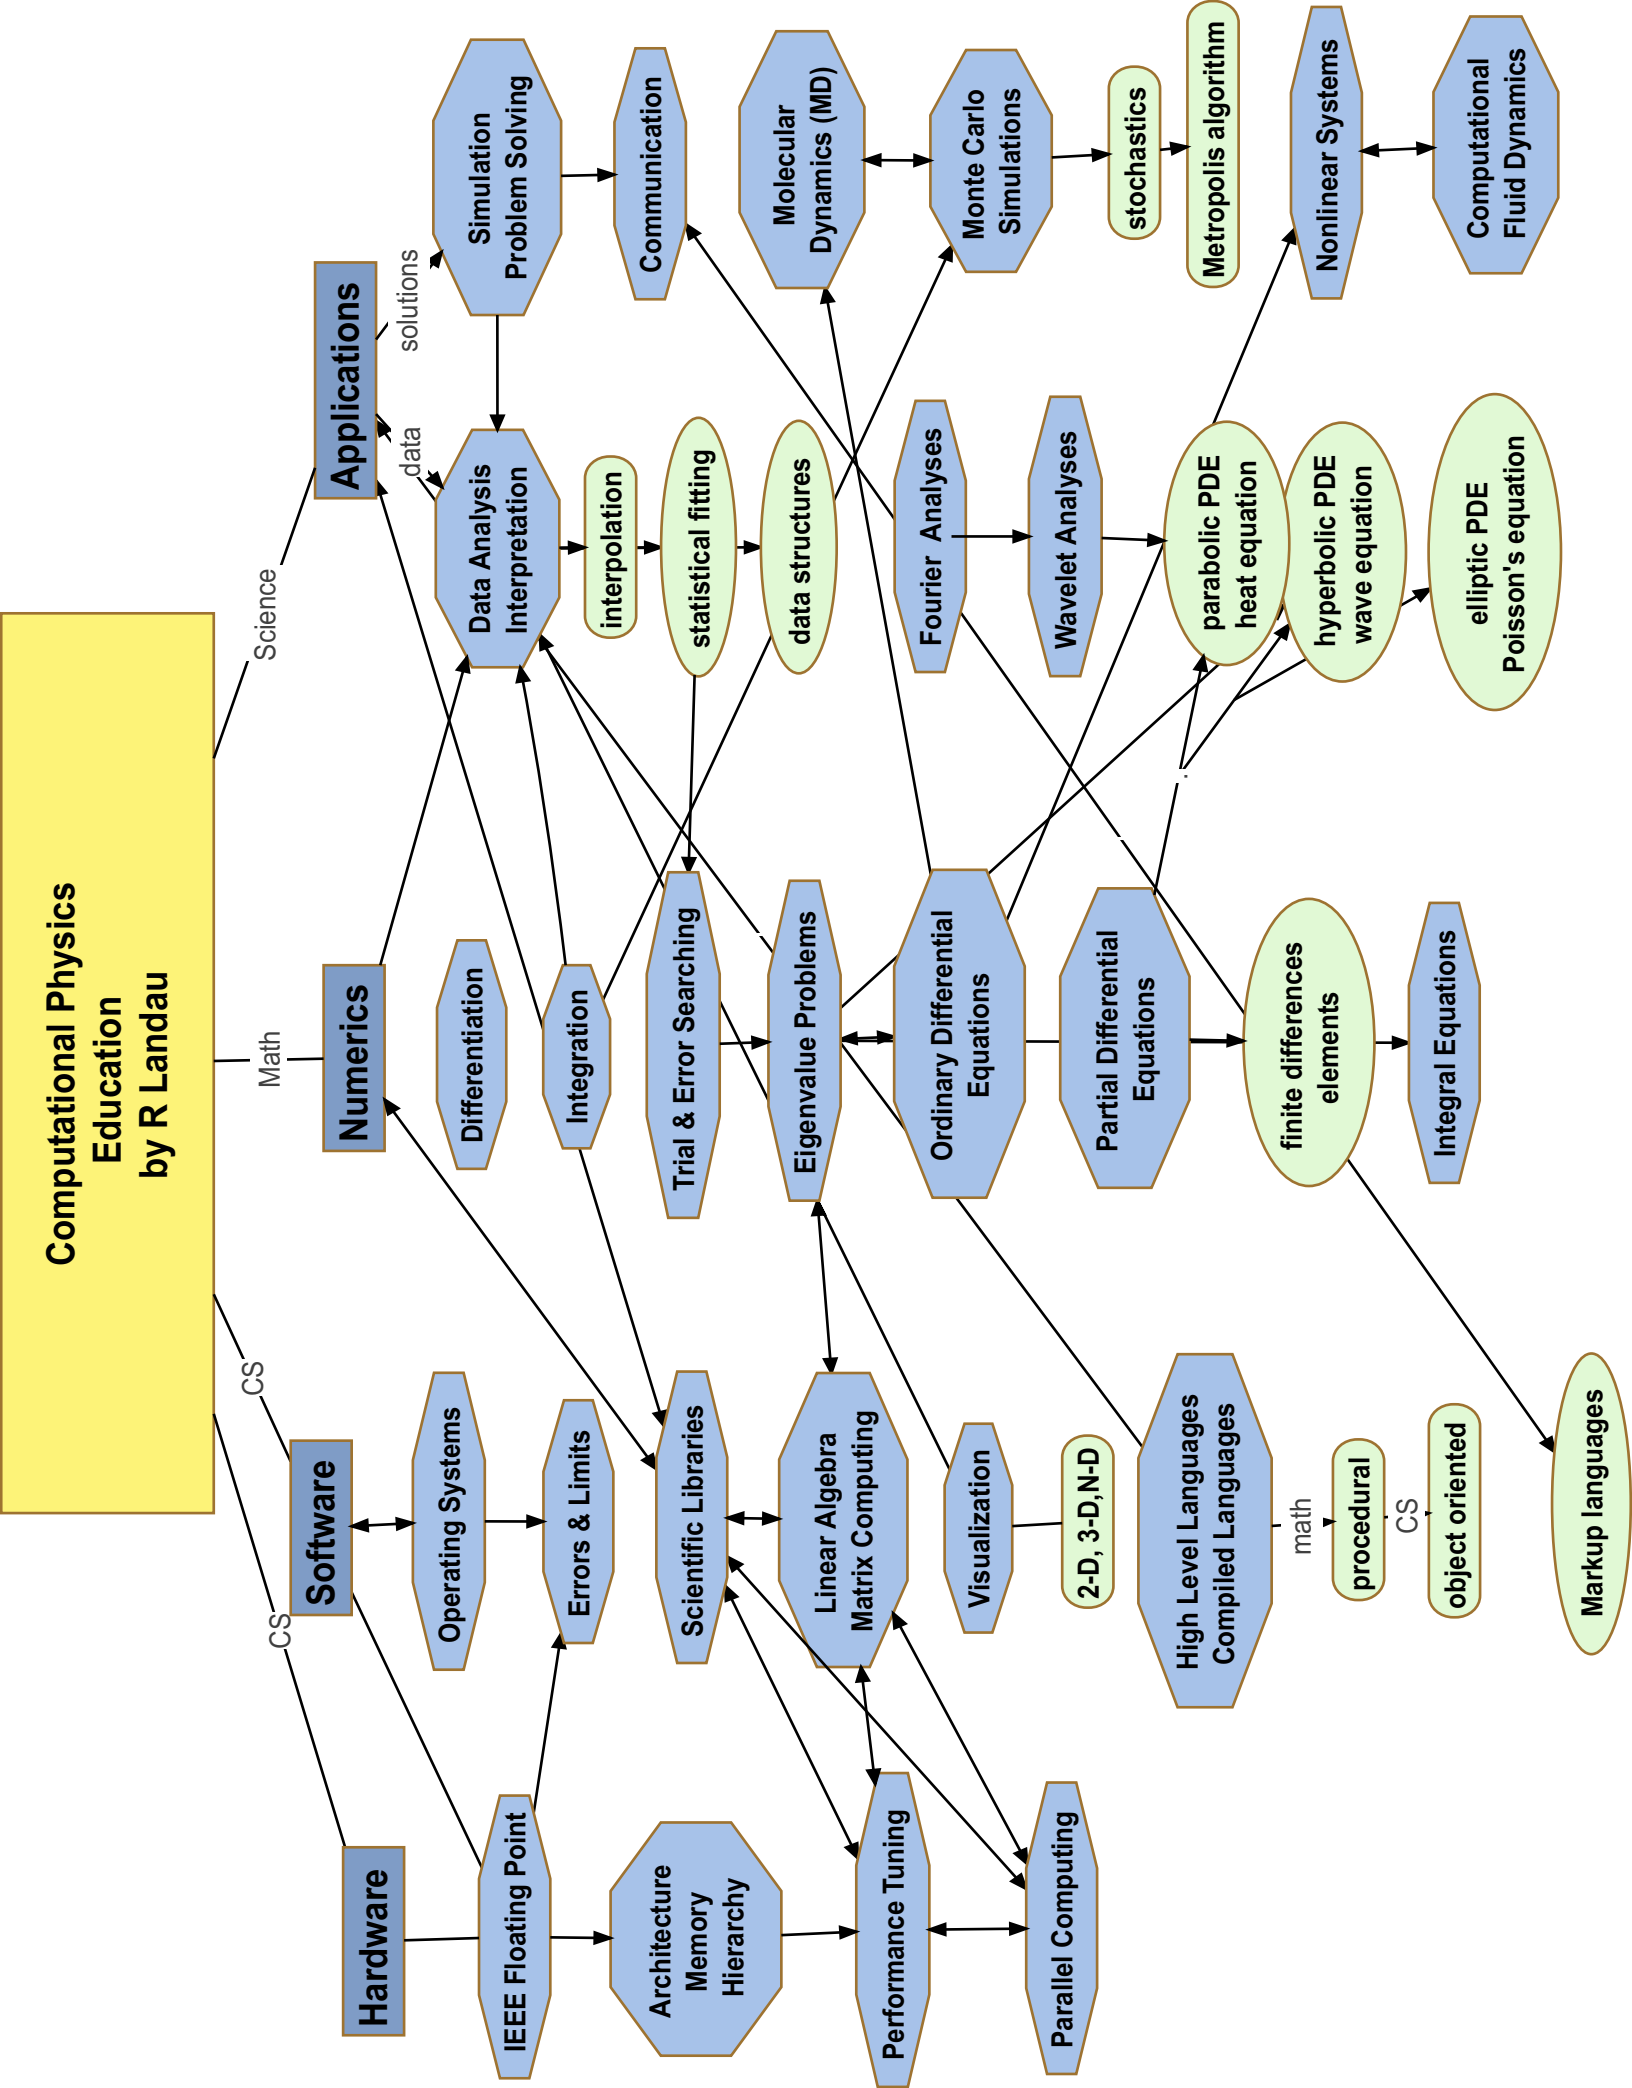 Computational Physics
Education
by R Landau
CS
CS
Math
Science
Hardware
Software
Numerics
Applications
data
solutions
IEEE Floating Point
Architecture
Memory
Hierarchy
Performance Tuning
Parallel Computing
Operating Systems
Errors & Limits
Scientific Libraries
Linear Algebra
Matrix Computing
Visualization
2-D, 3-D,N-D
High Level Languages
Compiled Languages
math
procedural
CS
object oriented
Markup languages
Differentiation
Integration
Trial & Error Searching
Eigenvalue Problems
Ordinary Differential
Equations
Partial Differential
Equations
finite differences
elements
Integral Equations
Data Analysis
Interpretation
interpolation
statistical fitting
data structures
Fourier Analyses
Wavelet Analyses
parabolic PDE
heat equation
hyperbolic PDE
wave equation
elliptic PDE
Poisson's equation
Simulation
Problem Solving
Communication
Molecular
Dynamics (MD)
Monte Carlo
Simulations
stochastics
Metropolis algorithm
Nonlinear Systems
Computational
Fluid Dynamics